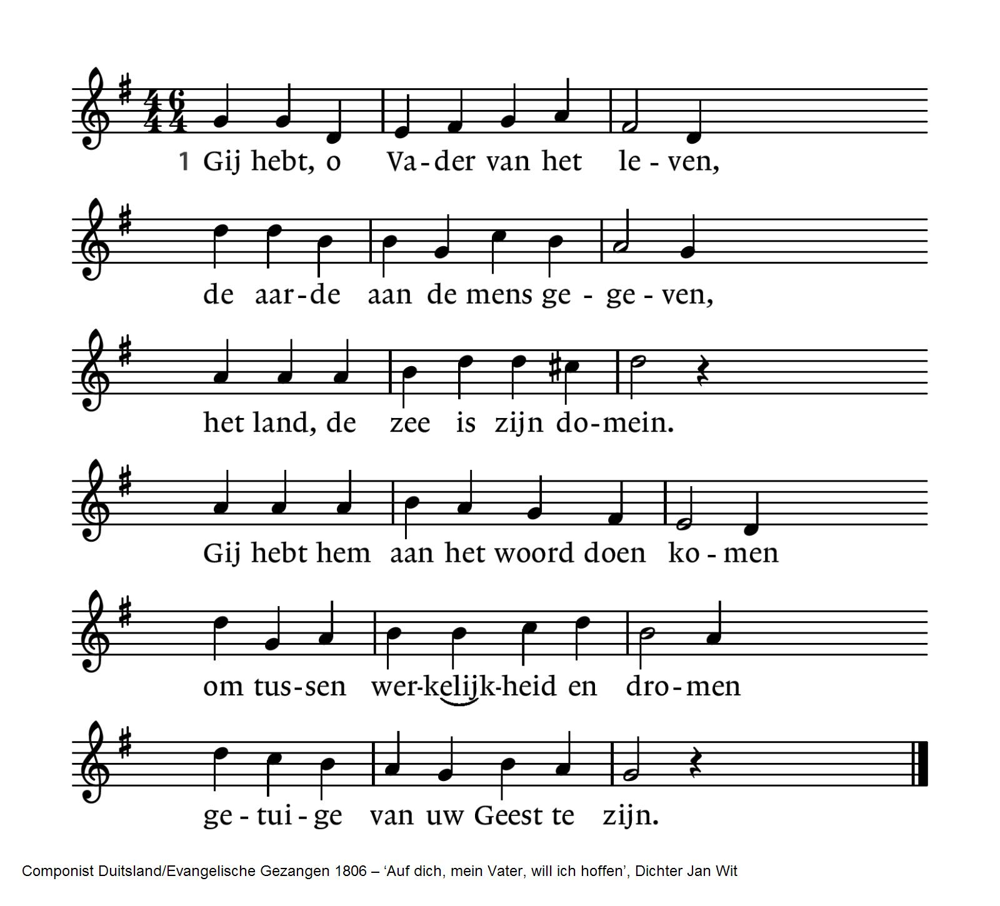 1 Gij hebt, o Va-der van het le-ven,
de aar-de aan de mens ge-ge-ven,
het land, de zee is zijn do-mein.
Gij hebt hem aan het woord doen ko-men
om tus-sen wer-kelijk-heid en dro-men
ge-tui-ge van uw Geest te zijn.
Componist Duitsland/Evangelische Gezangen 1806 – ‘Auf dich, mein Vater, will ich hoffen’, Dichter Jan Wit